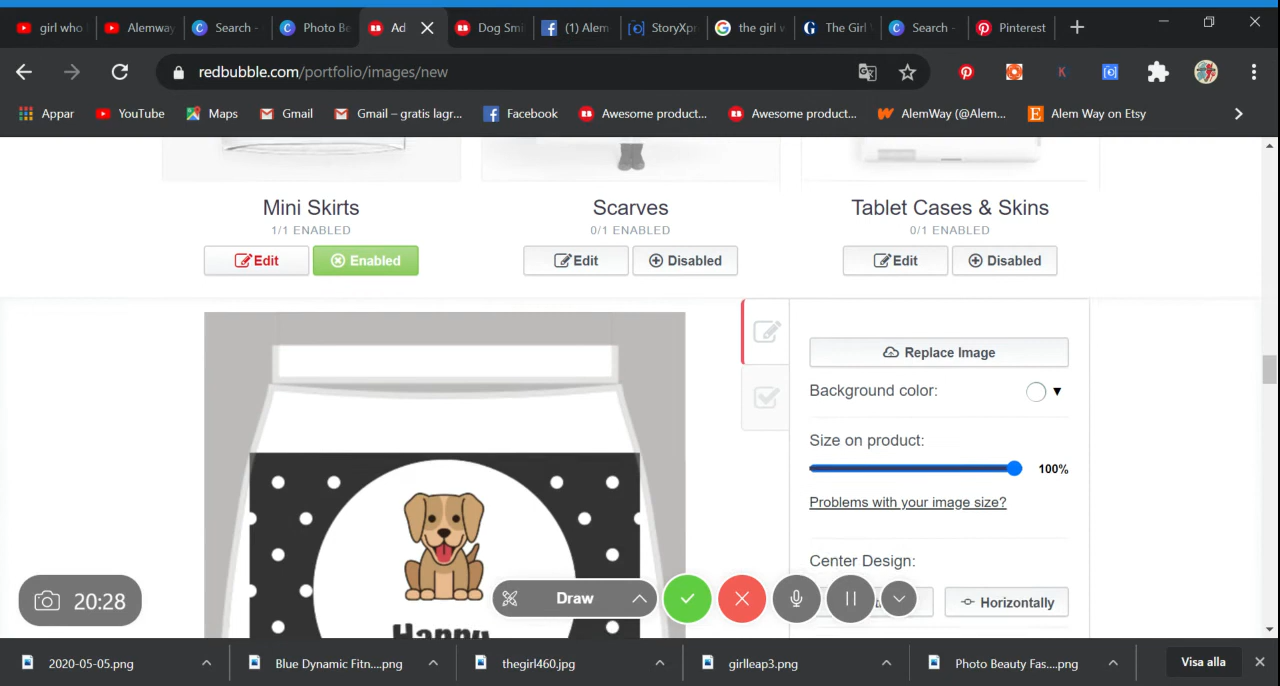 girl who
Alemway
Search -
Photo Be
Ad
Dog Smi
(1) Alem
StoryXpr
the girl w
The Girl
Search -
Pinterest
redbubble.com/portfolio/images/new
Appar
YouTube
Maps
Gmail
Gmail – gratis lagr...
Facebook
Awesome product...
Awesome product...
AlemWay (@Alem...
Alem Way on Etsy
Mini Skirts
Scarves
Tablet Cases & Skins
1/1 ENABLED
0/1 ENABLED
0/1 ENABLED
Edit
Enabled
Edit
Disabled
Edit
Disabled
Replace Image
Background color:
Size on product:
100%
Problems with your image size?
Center Design:
Horizontally
Happy
20:28
Draw
2020-05-05.png
Blue Dynamic Fitn....png
thegirl460.jpg
girlleap3.png
Photo Beauty Fas....png
Visa alla